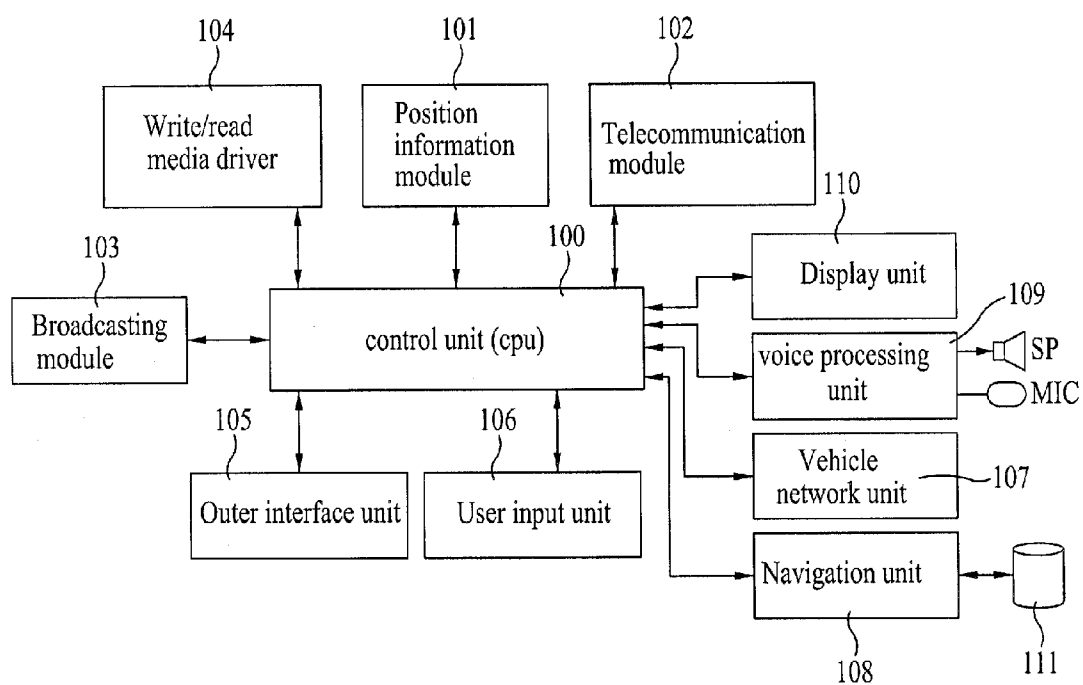 104
101
102
Write/read
media driver
Position
information
module
Telecommunication
module
110
100
103
Display unit
109
Broadcasting
module
control unit (cpu)
voice processing
unit
SP
MIC
105
106
Vehicle
network unit
107
Outer interface unit
User input unit
Navigation unit
108
111